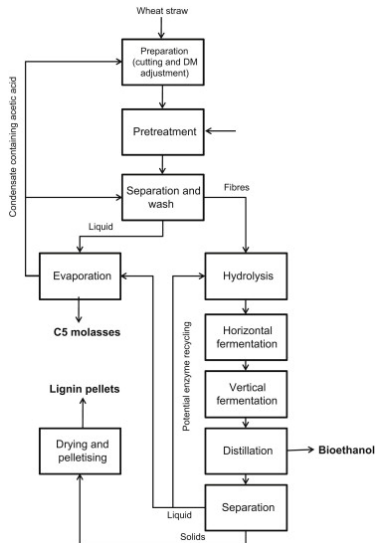 Wheat straw
Preparation
(cutting and DM
adjustment)
Condensate containing acetic acid
Pretreatment
Separation and
wash
Fibres
Liquid
Evaporation
Hydrolysis
C5 molasses
Horizontal
fermentation
Potential enzyme recycling
Vertical
fermentation
Lignin pellets
Drying and
pelletising
Distillation
Bioethanol
Separation
Liquid
Solids